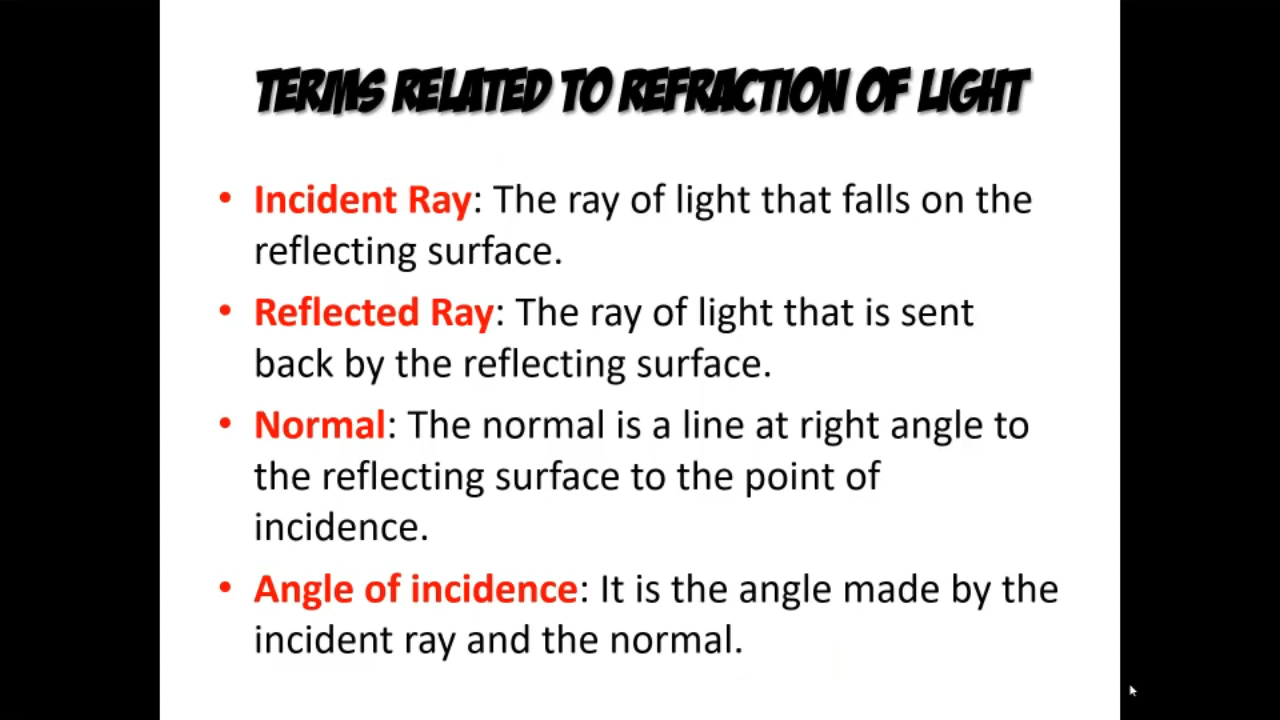 TERMS RELATED TO REFRACTION OF LIGHT
• Incident Ray: The ray of light that falls on the
reflecting surface.
• Reflected Ray: The ray of light that is sent
back by the reflecting surface.
• Normal: The normal is a line at right angle to
the reflecting surface to the point of
incidence.
• Angle of incidence: It is the angle made by the
incident ray and the normal.